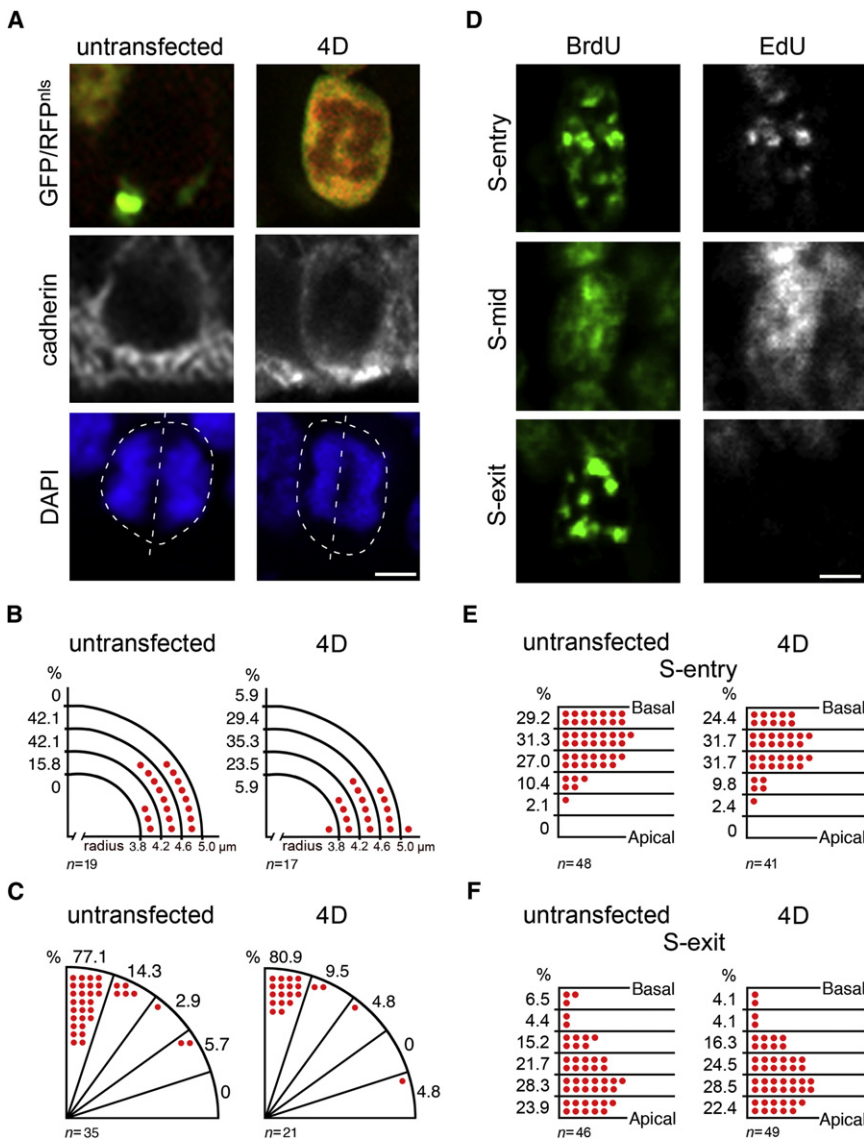 A
untransfected
4D
GFP/RFPnls
cadherin
DAPI
D
BrdU
EdU
S-entry
S-mid
S-exit
B
untransfected
4D
%
0
42.1
42.1
15.8
0
radius 3.8 4.2 4.6 5.0 µm
n=19
%
5.9
29.4
35.3
23.5
5.9
radius 3.8 4.2 4.6 5.0 µm
n=17
C
untransfected
4D
% 77.1
14.3
2.9
5.7
0
n=35
% 80.9
9.5
4.8
0
4.8
n=21
E
untransfected
4D
S-entry
%
Basal
29.2
31.3
27.0
10.4
2.1
0
Apical
n=48
%
Basal
24.4
31.7
31.7
9.8
2.4
0
Apical
n=41
F
untransfected
4D
S-exit
%
Basal
6.5
4.4
15.2
21.7
28.3
23.9
Apical
n=46
%
Basal
4.1
4.1
16.3
24.5
28.5
22.4
Apical
n=49